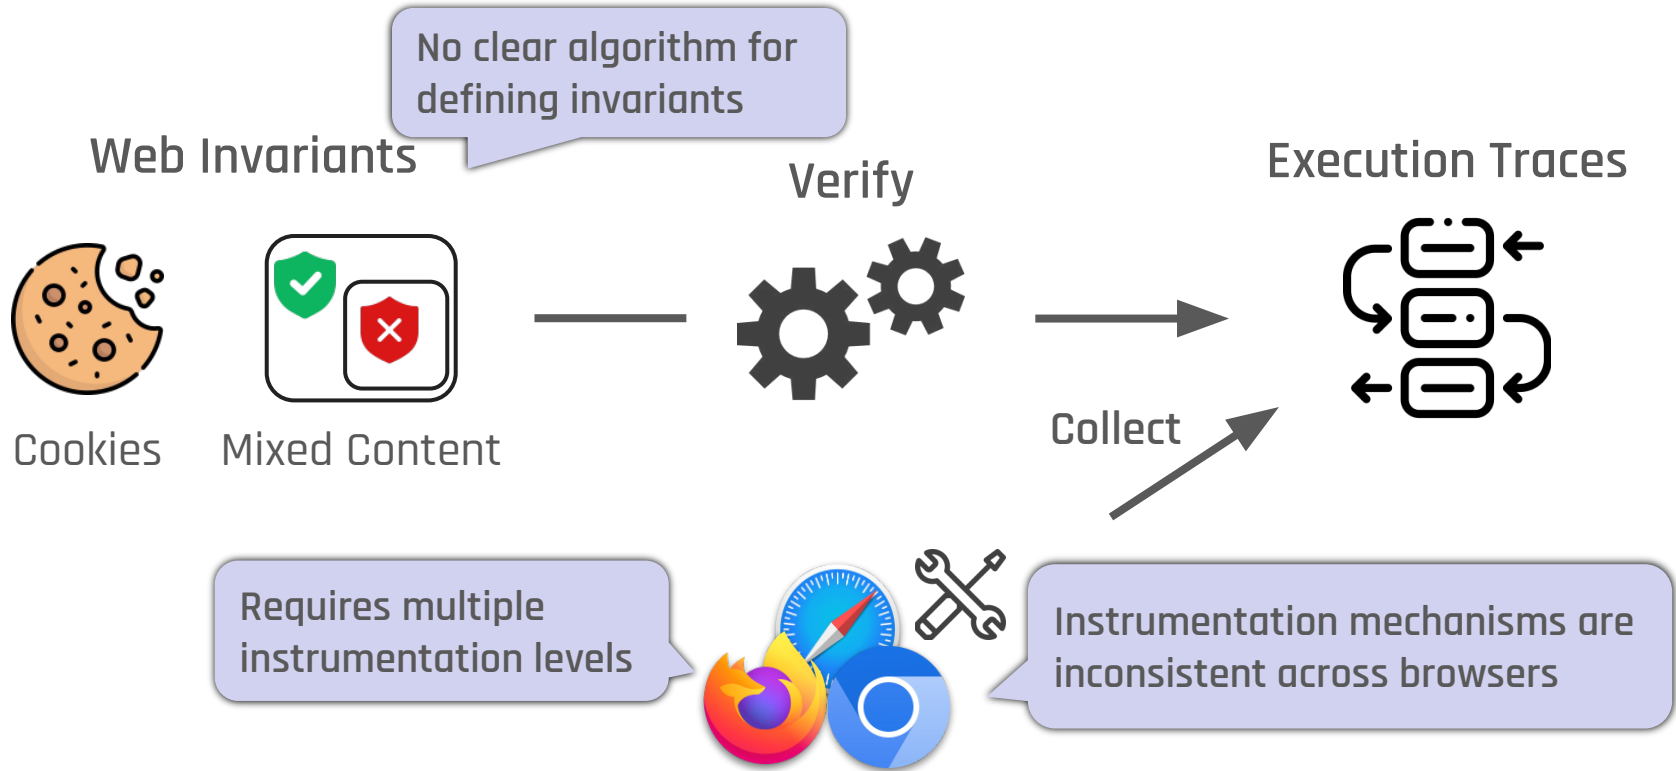 No clear algorithm for
defining invariants
Web Invariants
Verify
Execution Traces
Cookies
Mixed Content
Collect
Requires multiple
instrumentation levels
Instrumentation mechanisms are
inconsistent across browsers